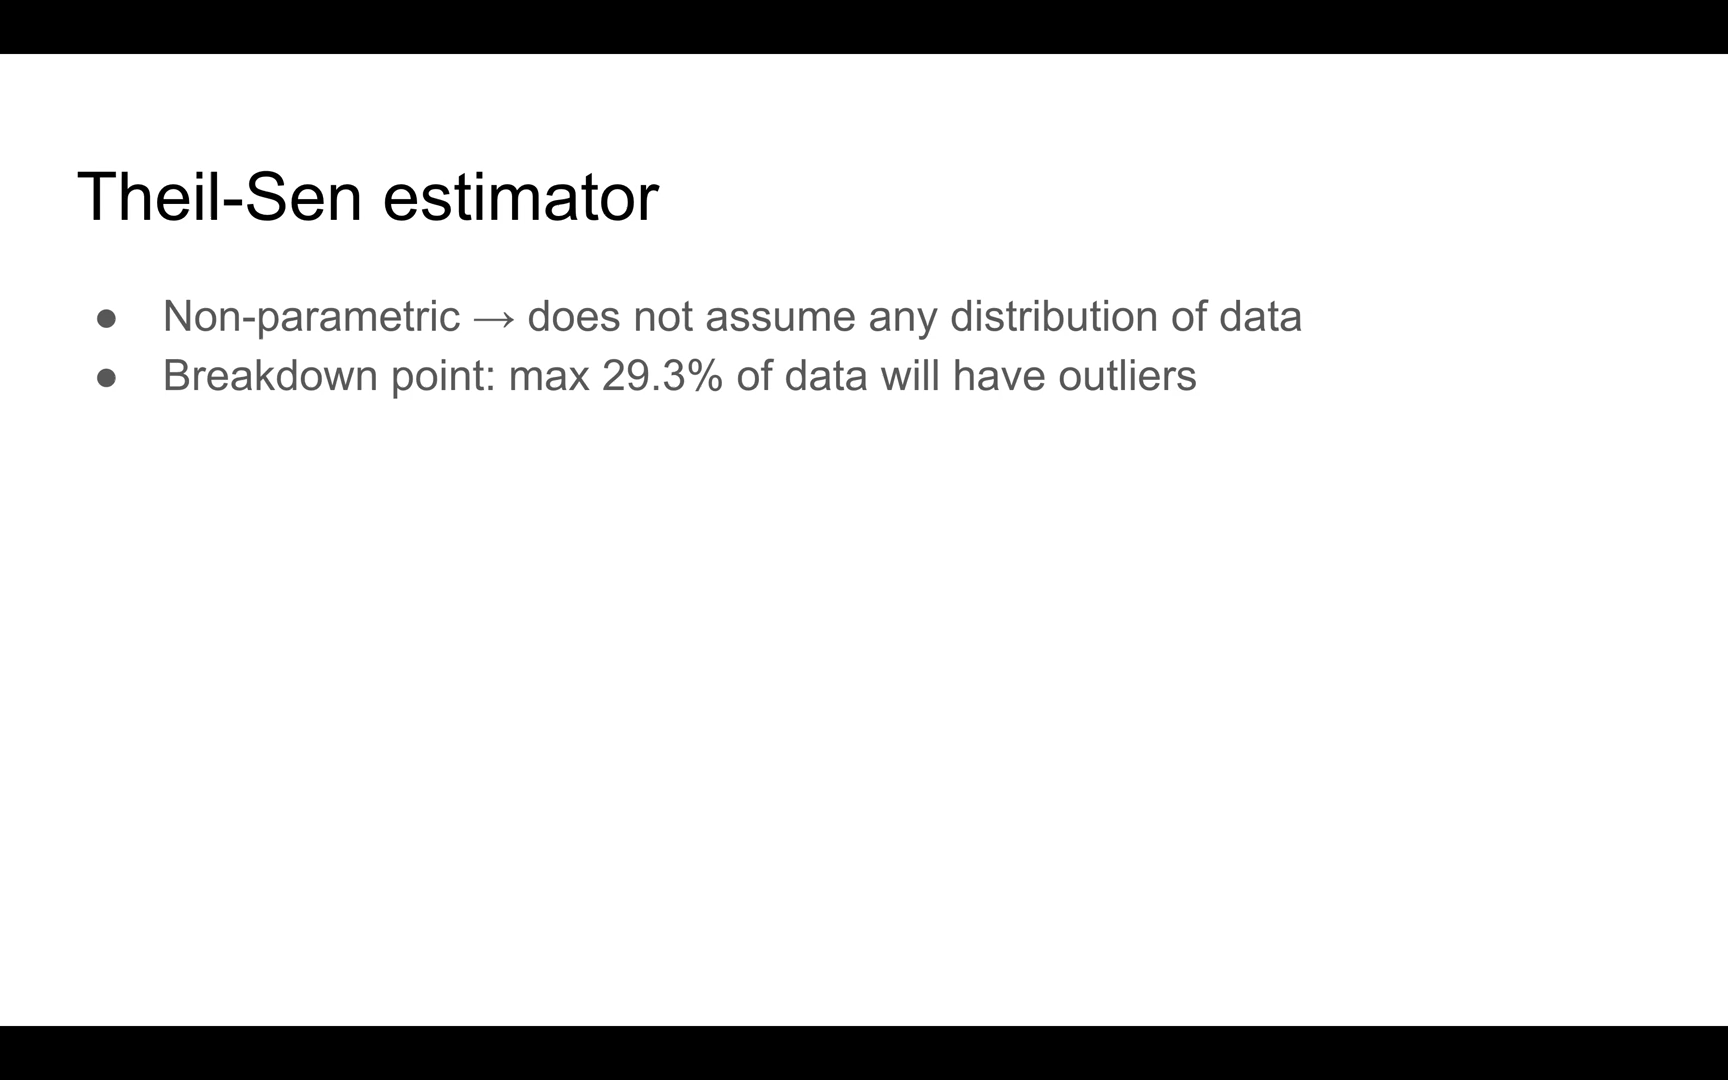 Theil-Sen estimator
● Non-parametric → does not assume any distribution of data
● Breakdown point: max 29.3% of data will have outliers